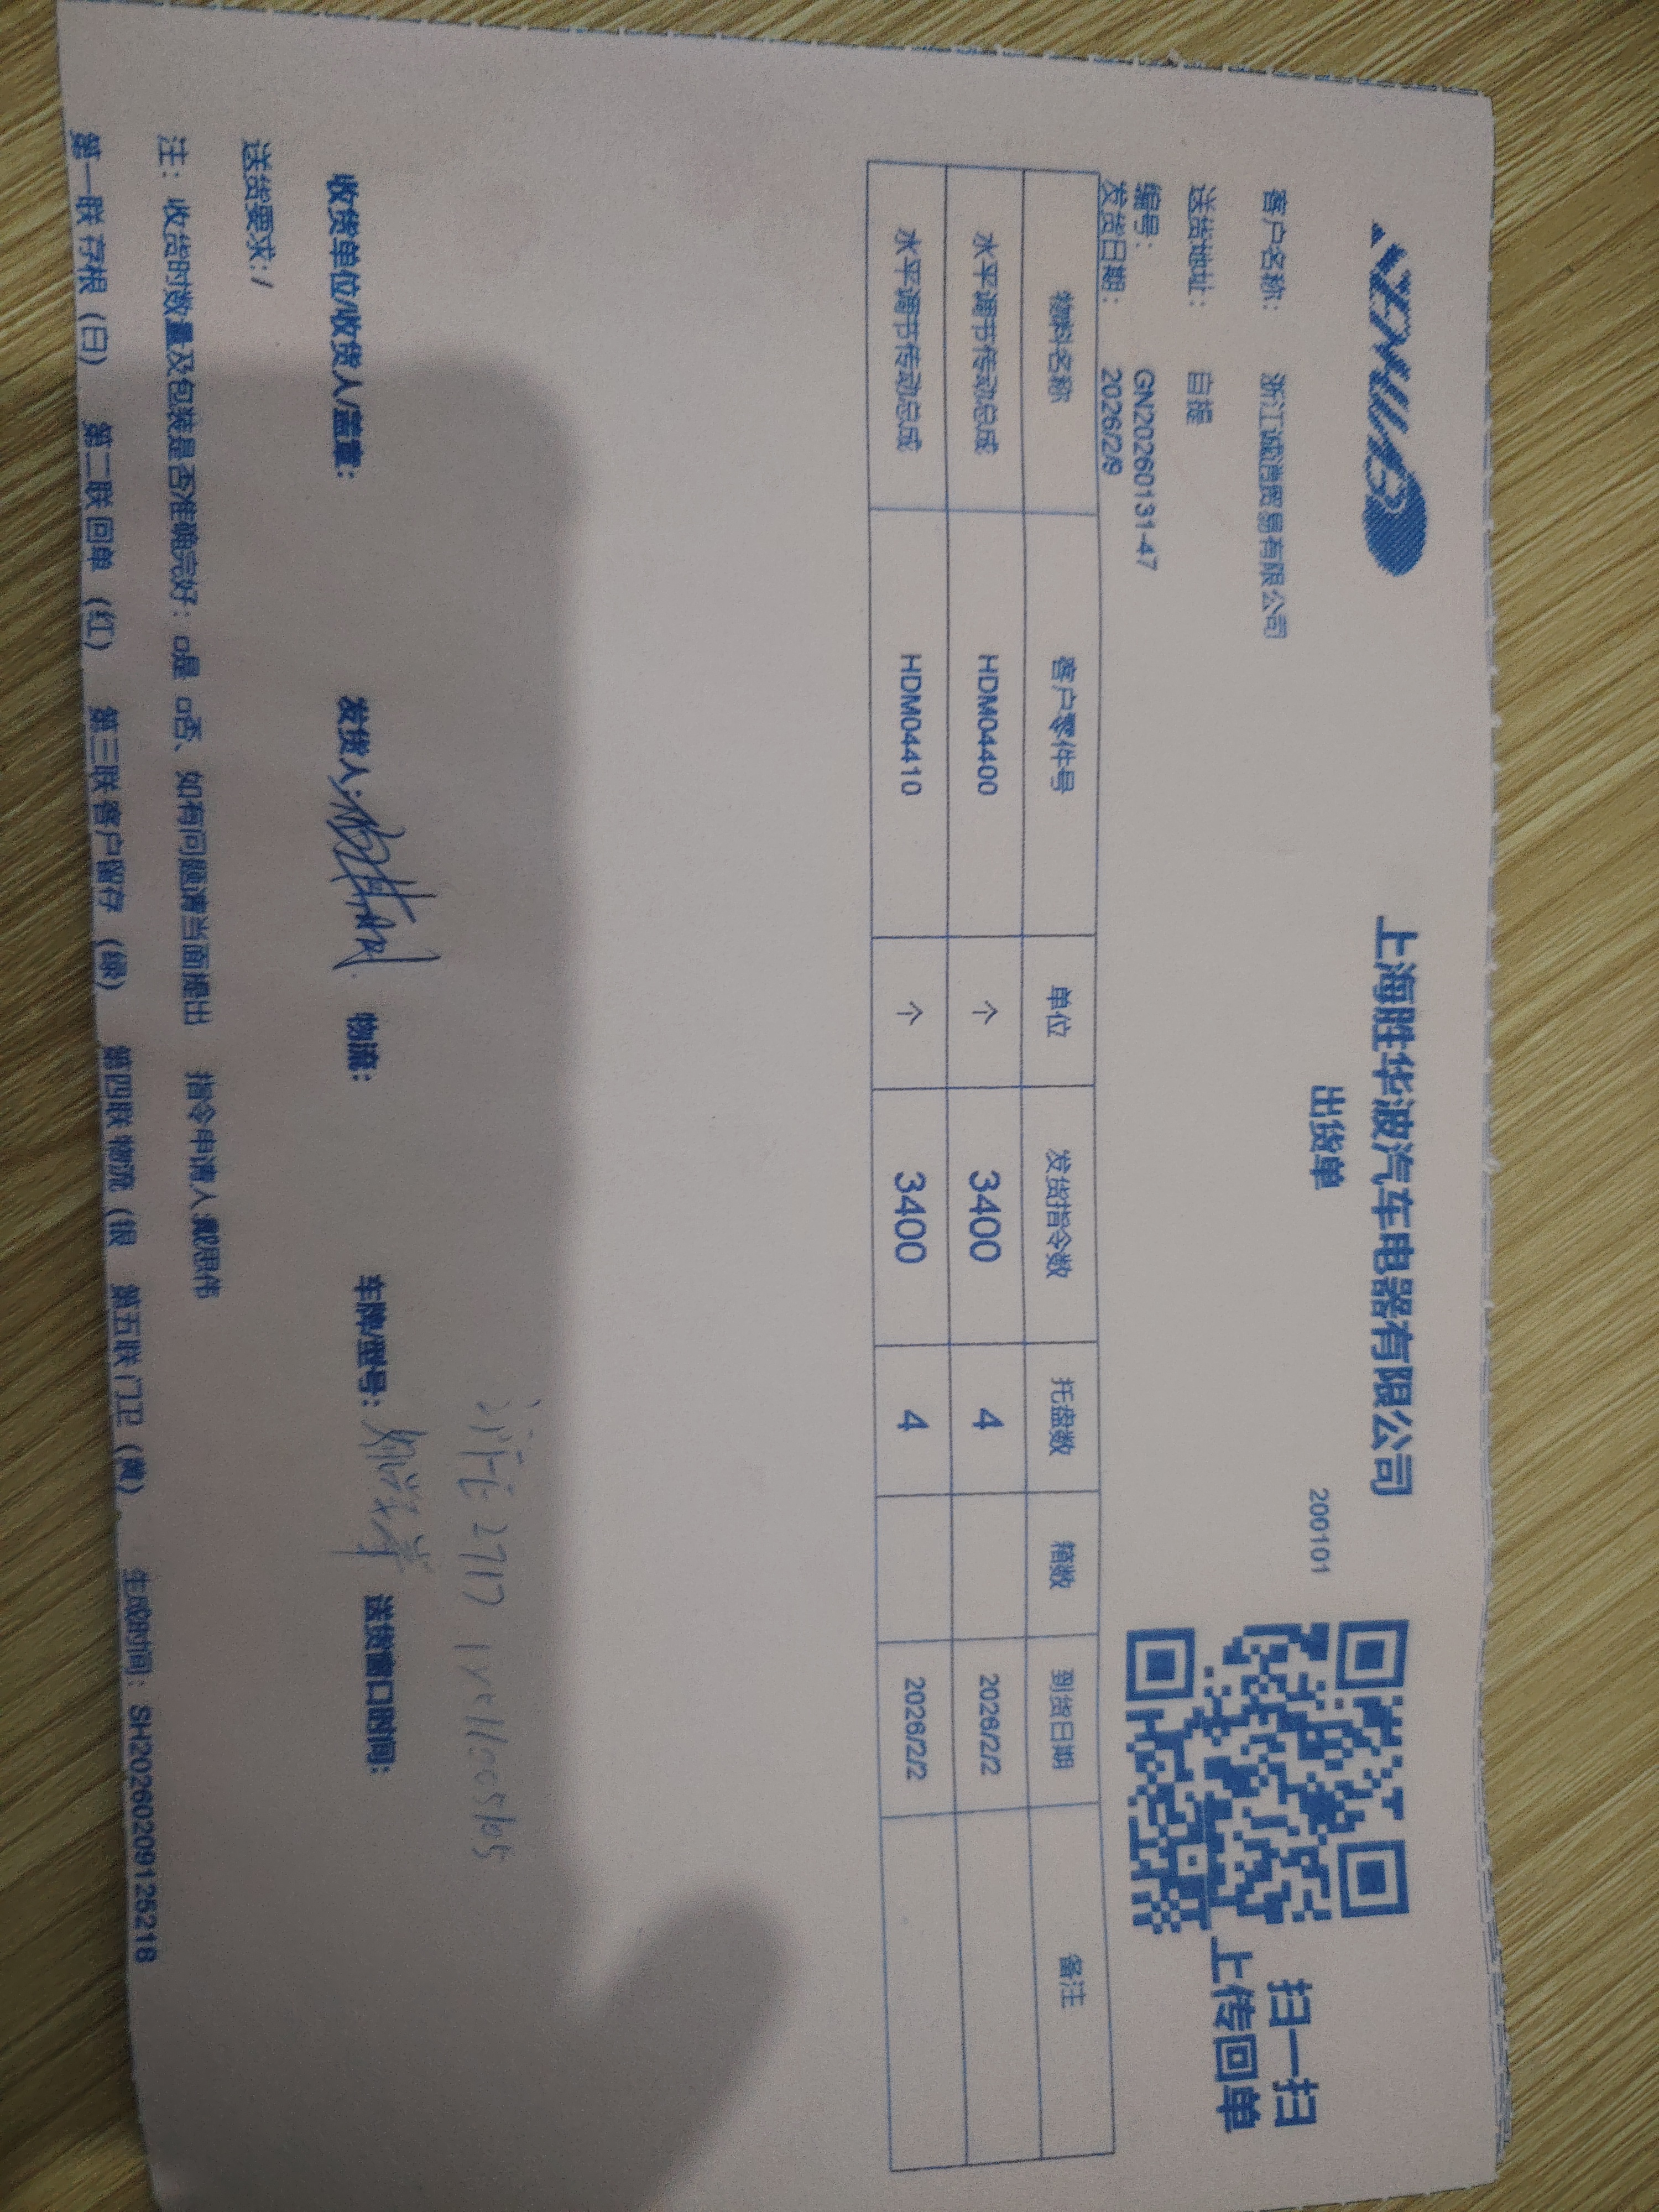 上海胜华波汽车电器有限公司
出货单
200101
扫一扫
上传回单
客户名称: 浙江诚肖贸易有限公司
送货地址: 自提
编号: GN20260131-47
发货日期: 2026/2/9
物料名称 客户零件号 单位 发货指令数 托盘数 箱数 到货日期 备注
水平调节传动总成 HDM04400 个 3400 4 2026/2/2
水平调节传动总成 HDM04410 个 3400 4 2026/2/2
收货单位/收货人/盖章: 发货人: 物流: 车牌/型号: 送货窗口时间:
送货要求: /
注: 收货时数量及包装是否准确完好: □是 □否、 如有问题请当面提出 指令申请人:
第一联 存根 (白) 第二联 回单 (红) 第三联 客户留存 (绿) 第四联 物流 (银 第五联 门卫 (黄) 生成时间: SH20260209125218